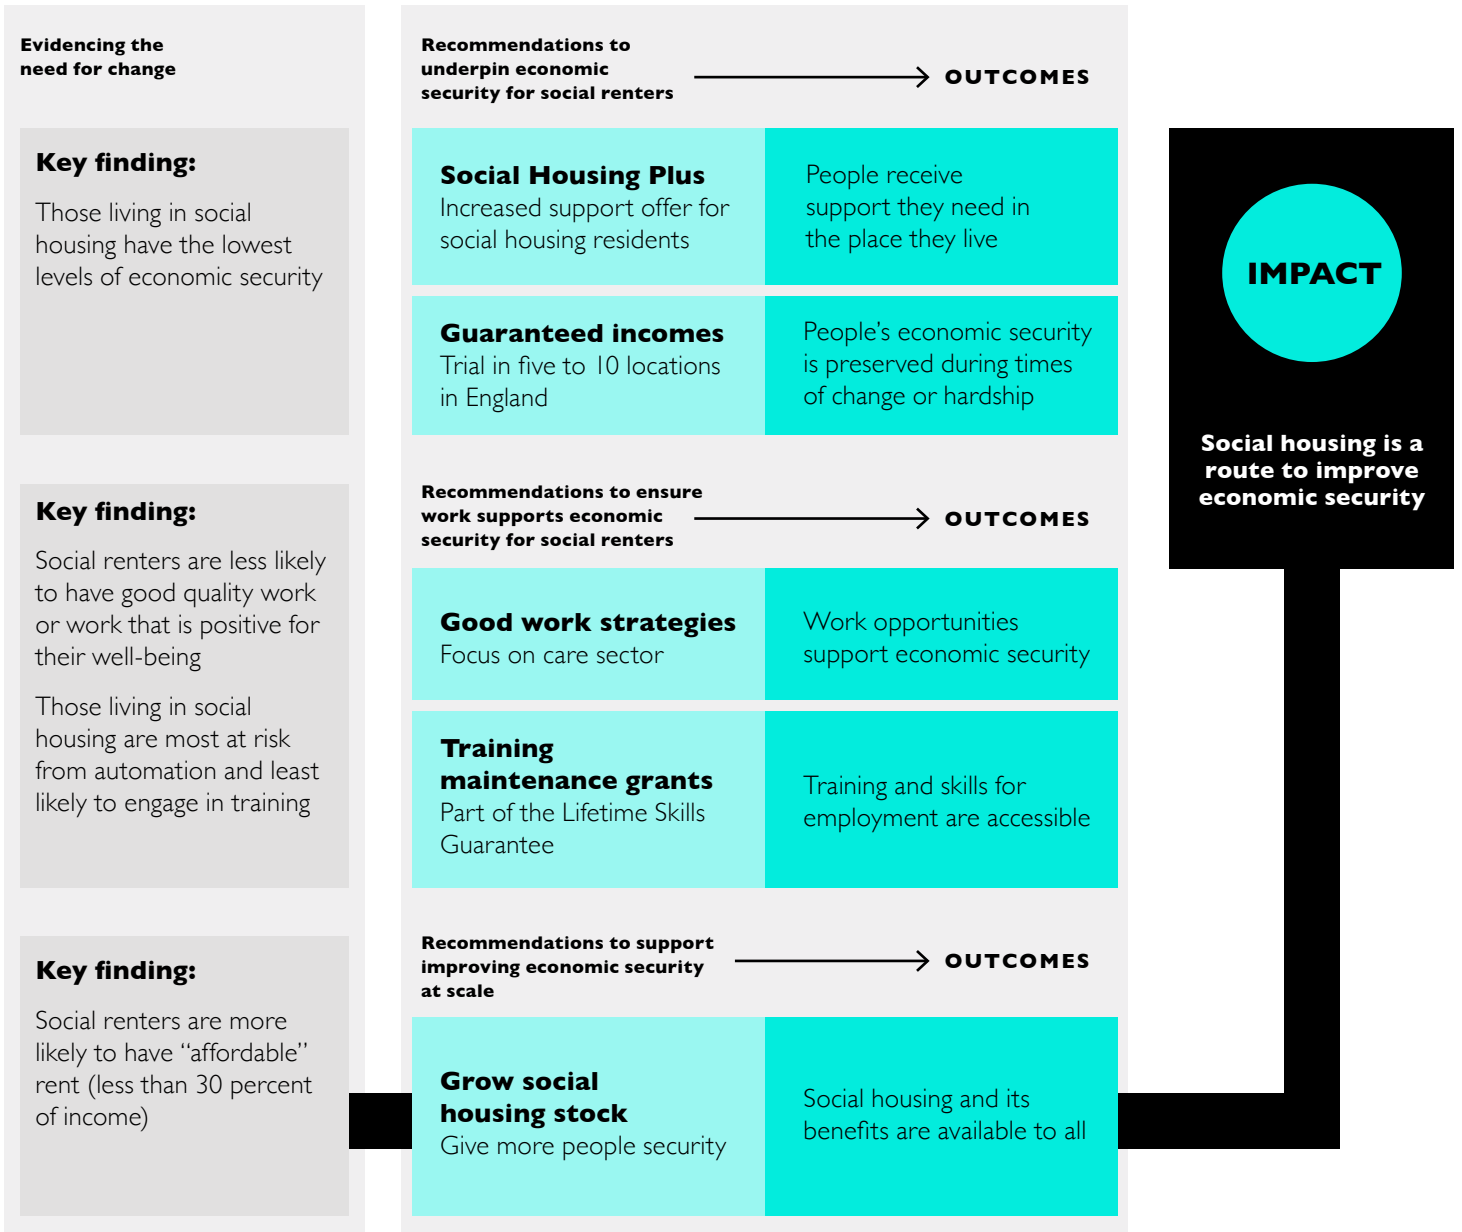 Evidencing the
need for change
Key finding:
Those living in social
housing have the lowest
levels of economic security
Key finding:
Social renters are less likely
to have good quality work
or work that is positive for
their well-being
Those living in social
housing are most at risk
from automation and least
likely to engage in training
Key finding:
Social renters are more
likely to have “affordable”
rent (less than 30 percent
of income)
Recommendations to
underpin economic
security for social renters
OUTCOMES
Social Housing Plus
Increased support offer for
social housing residents
People receive
support they need in
the place they live
Guaranteed incomes
Trial in five to 10 locations
in England
People’s economic security
is preserved during times
of change or hardship
Recommendations to ensure
work supports economic
security for social renters
OUTCOMES
Good work strategies
Focus on care sector
Work opportunities
support economic security
Training
maintenance grants
Part of the Lifetime Skills
Guarantee
Training and skills for
employment are accessible
Recommendations to support
improving economic security
at scale
OUTCOMES
Grow social
housing stock
Give more people security
Social housing and its
benefits are available to all
IMPACT
Social housing is a
route to improve
economic security